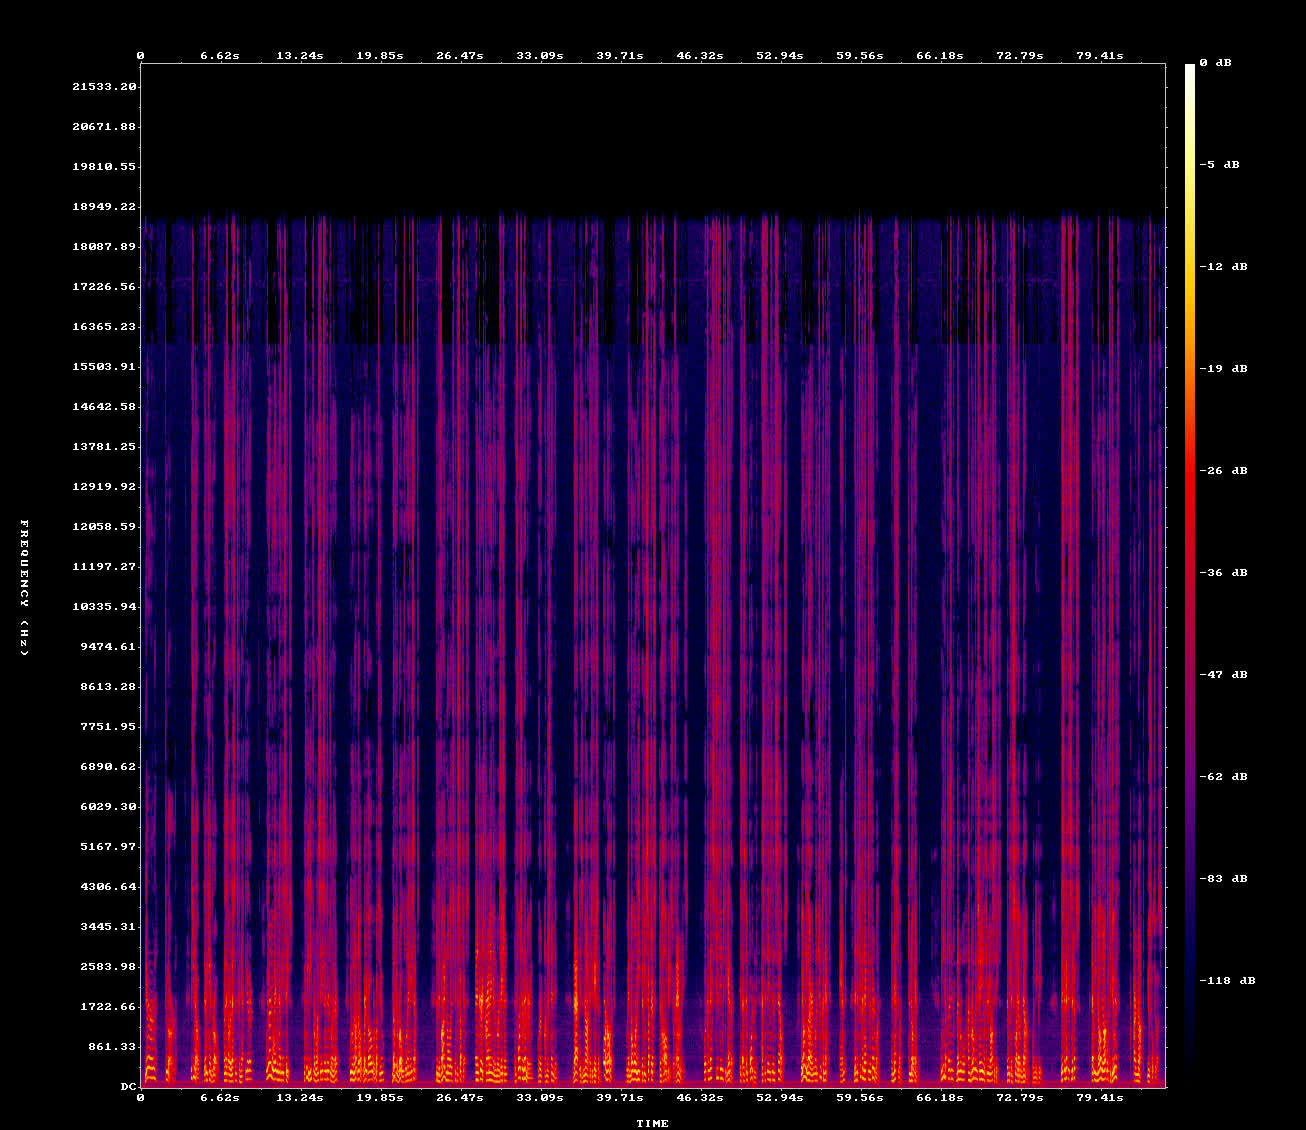 0 6.62s 13.24s 19.85s 26.47s 33.09s 39.71s 46.32s 52.94s 59.56s 66.18s 72.79s 79.41s
0 dB
21533.20
20671.88
19810.55
-5 dB
18949.22
18087.89
-12 dB
17226.56
16365.23
15503.91
-19 dB
14642.58
13781.25
-26 dB
12919.92
12058.59
11197.27
-36 dB
10335.94
9474.61
-47 dB
8613.28
7751.95
6890.62
-62 dB
6029.30
5167.97
-83 dB
4306.64
3445.31
2583.98
-118 dB
1722.66
861.33
DC
FREQUENCY (Hz)
0 6.62s 13.24s 19.85s 26.47s 33.09s 39.71s 46.32s 52.94s 59.56s 66.18s 72.79s 79.41s
TIME